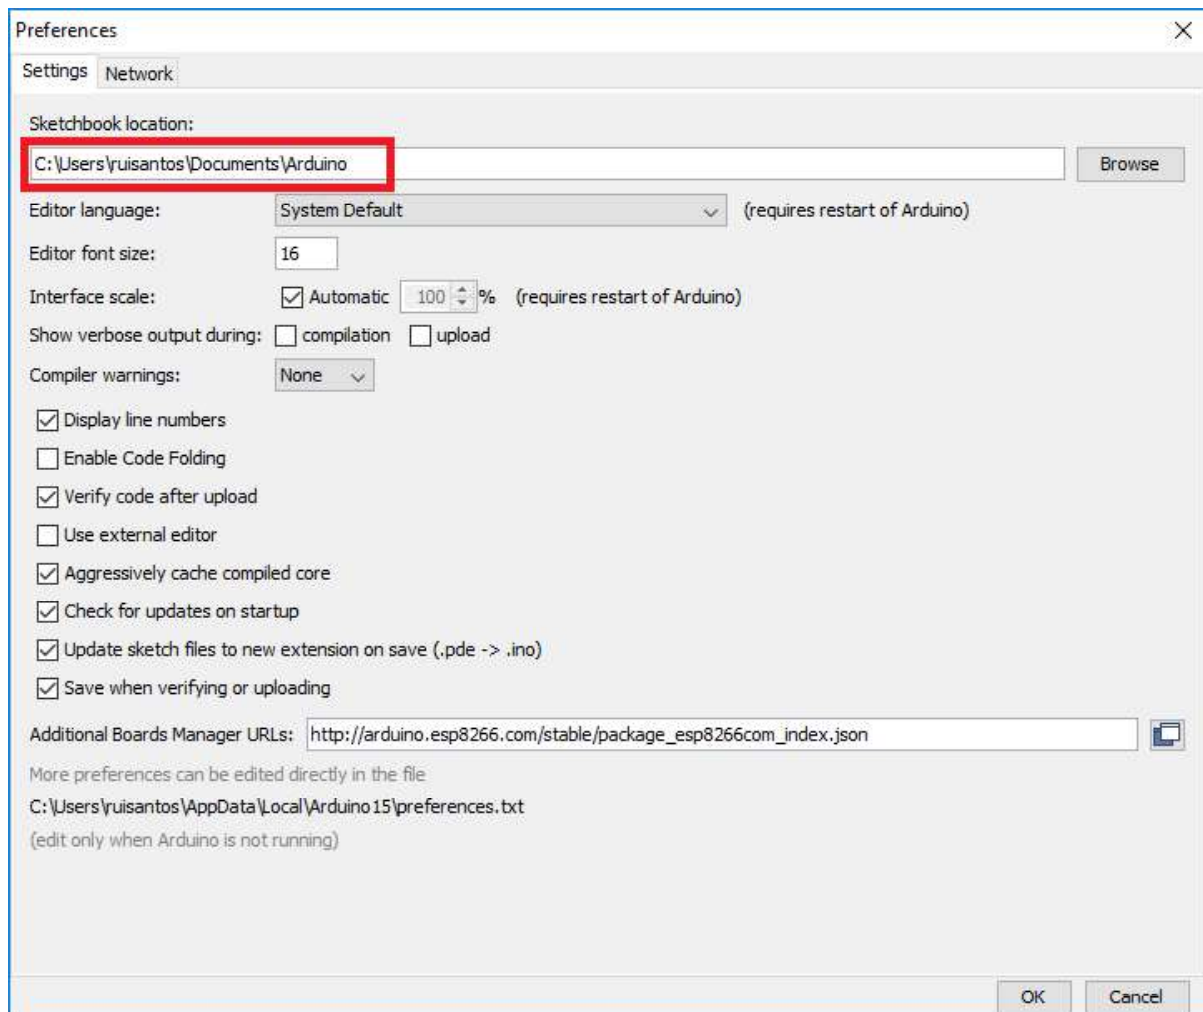 Preferences
Settings Network
Sketchbook location:
C:\Users\ruisantos\Documents\Arduino Browse
Editor language: System Default (requires restart of Arduino)
Editor font size: 16
Interface scale: Automatic 100 % (requires restart of Arduino)
Show verbose output during: compilation upload
Compiler warnings: None
Display line numbers
Enable Code Folding
Verify code after upload
Use external editor
Aggressively cache compiled core
Check for updates on startup
Update sketch files to new extension on save (.pde -> .ino)
Save when verifying or uploading
Additional Boards Manager URLs: http://arduino.esp8266.com/stable/package_esp8266com_index.json
More preferences can be edited directly in the file
C:\Users\ruisantos\AppData\Local\Arduino15\preferences.txt
(edit only when Arduino is not running)
OK Cancel